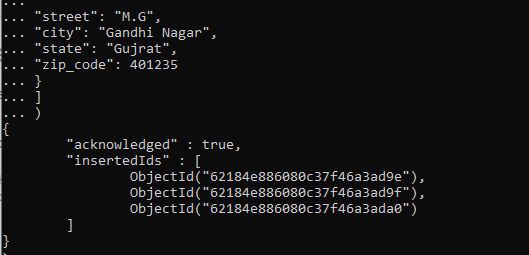 ...
... "street": "M.G",
... "city": "Gandhi Nagar",
... "state": "Gujrat",
... "zip_code": 401235
... }
... ]
... )
{
        "acknowledged" : true,
        "insertedIds" : [
                ObjectId("62184e886080c37f46a3ad9e"),
                ObjectId("62184e886080c37f46a3ad9f"),
                ObjectId("62184e886080c37f46a3ada0")
        ]
}